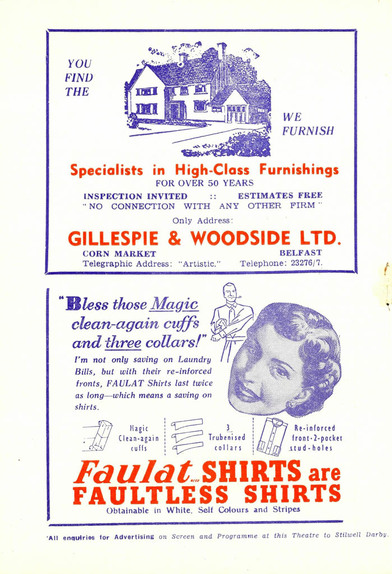 YOU
FIND
THE
WE
FURNISH
Specialists in High-Class Furnishings
FOR OVER 50 YEARS
INSPECTION INVITED :: ESTIMATES FREE
"NO CONNECTION WITH ANY OTHER FIRM"
Only Address:
GILLESPIE & WOODSIDE LTD.
CORN MARKET BELFAST
Telegraphic Address: "Artistic." Telephone: 23276/7.
"Bless those Magic
clean-again cuffs
and three collars!"
I'm not only saving on Laundry
Bills, but with their re-inforced
fronts, FAULAT Shirts last twice
as long—which means a saving on
shirts.
Magic
Clean-again
cuffs
3
Trubenised
collars
Re-inforced
front-2-pocket
stud-holes
Faulat SHIRTS are
FAULTLESS SHIRTS
Obtainable in White, Self Colours and Stripes
'All enquiries for Advertising on Screen and Programme at this Theatre to Stilwell Darby,